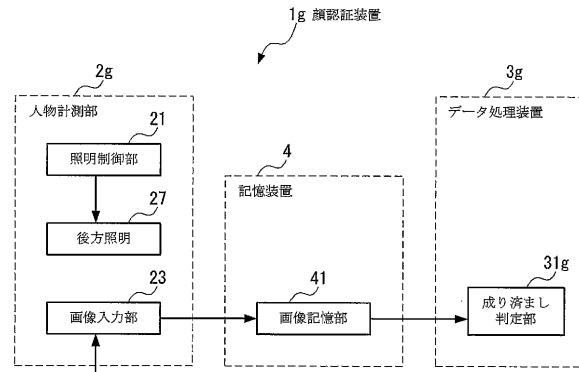 1g 顔認証装置
2g
人物計測部
21
照明制御部
27
後方照明
23
画像入力部
4
記憶装置
41
画像記憶部
3g
データ処理装置
31g
成り済まし
判定部